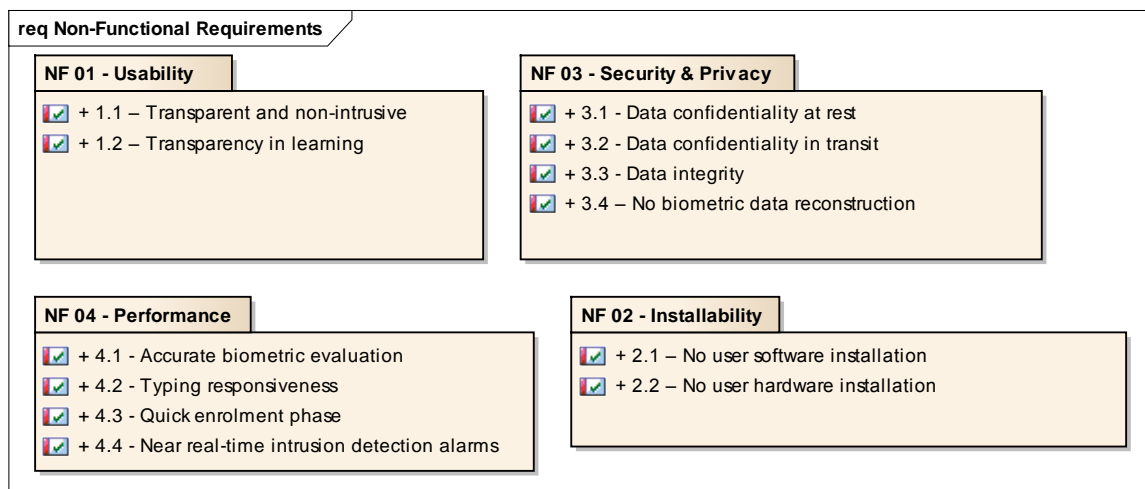 req Non-Functional Requirements
NF 01 - Usability
+ 1.1 – Transparent and non-intrusive
+ 1.2 – Transparency in learning
NF 03 - Security & Privacy
+ 3.1 - Data confidentiality at rest
+ 3.2 - Data confidentiality in transit
+ 3.3 - Data integrity
+ 3.4 – No biometric data reconstruction
NF 04 - Performance
+ 4.1 - Accurate biometric evaluation
+ 4.2 - Typing responsiveness
+ 4.3 - Quick enrolment phase
+ 4.4 - Near real-time intrusion detection alarms
NF 02 - Installability
+ 2.1 – No user software installation
+ 2.2 – No user hardware installation